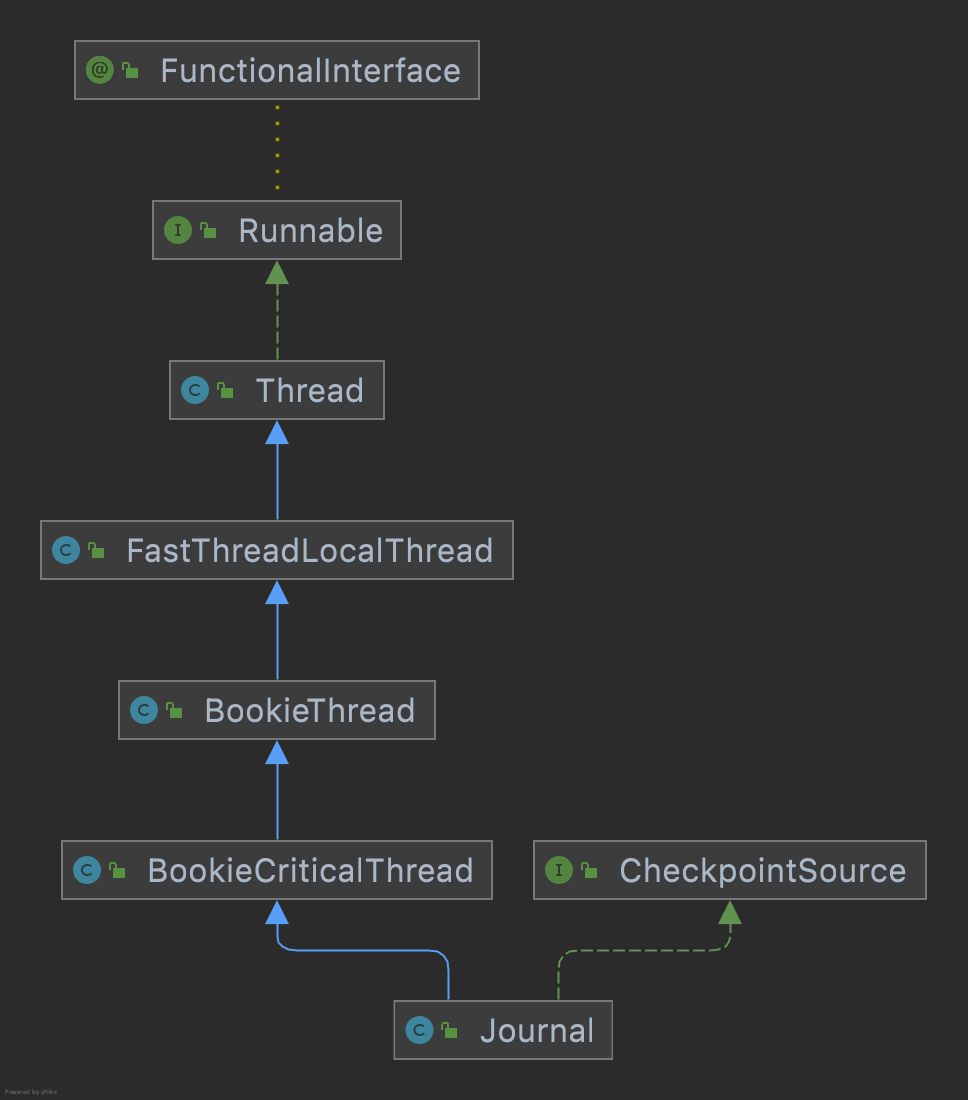 @ FunctionalInterface
I Runnable
C Thread
C FastThreadLocalThread
C BookieThread
C BookieCriticalThread
I CheckpointSource
C Journal
Powered by yFiles